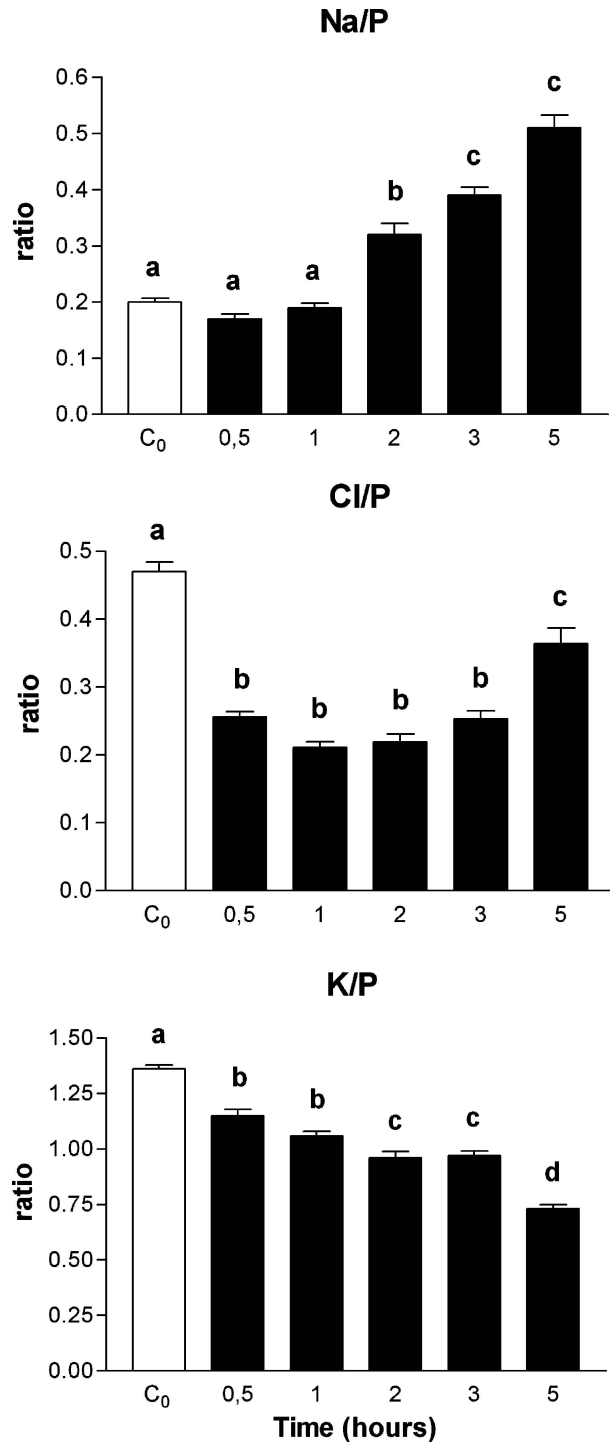 Na/P
0.6
0.5
0.4
0.3
0.2
0.1
0.0
ratio
a a a b c c
C0 0,5 1 2 3 5
Cl/P
0.5
0.4
0.3
0.2
0.1
0.0
ratio
a b b b b c
C0 0,5 1 2 3 5
K/P
1.50
1.25
1.00
0.75
0.50
0.25
0.00
ratio
a b b c c d
C0 0,5 1 2 3 5
Time (hours)